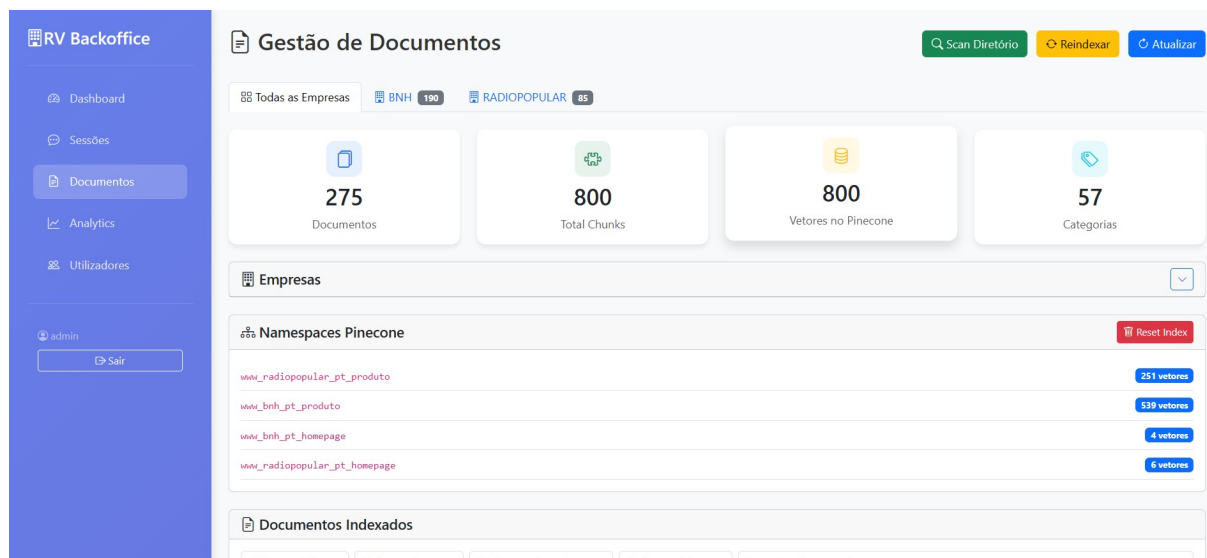 RV Backoffice
Dashboard
Sessões
Documentos
Analytics
Utilizadores
admin
Sair
Gestão de Documentos
Scan Diretório
Reindexar
Atualizar
Todas as Empresas
BNH 190
RADIOPOPULAR 85
275
Documentos
800
Total Chunks
800
Vetores no Pinecone
57
Categorias
Empresas
Namespaces Pinecone
Reset Index
www_radiopopular_pt_produto 251 vetores
www_bnh_pt_produto 539 vetores
www_bnh_pt_homepage 4 vetores
www_radiopopular_pt_homepage 6 vetores
Documentos Indexados